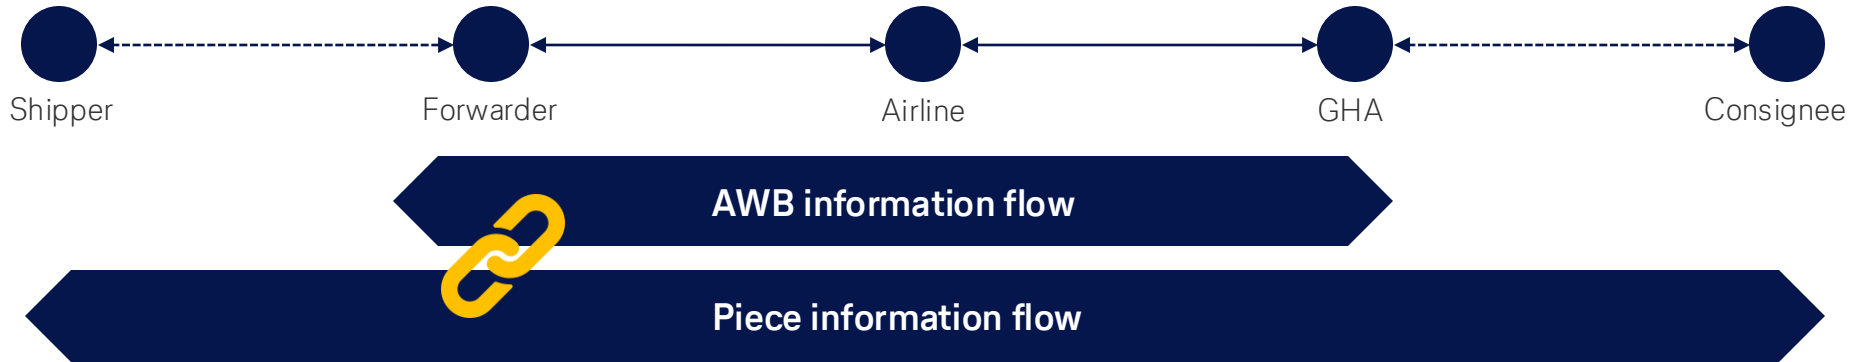 Shipper
Forwarder
Airline
GHA
Consignee
AWB information flow
Piece information flow